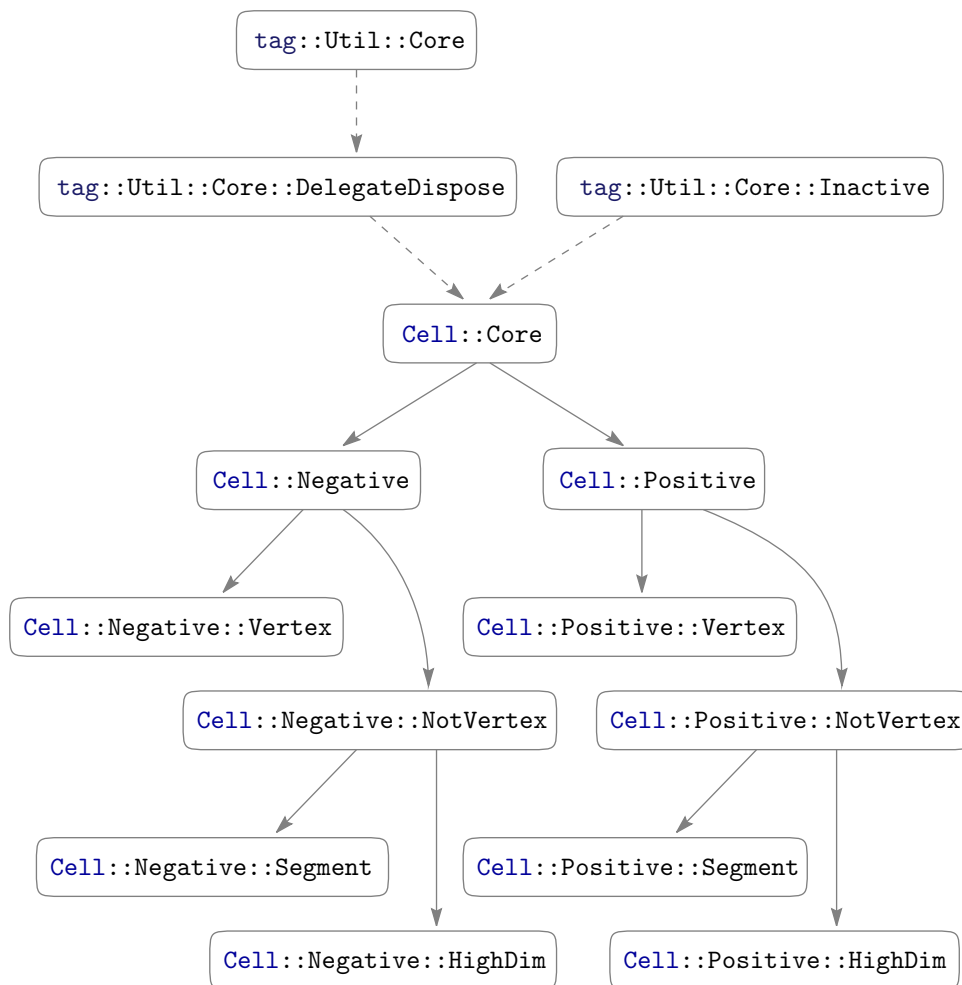 tag::Util::Core
tag::Util::Core::DelegateDispose
tag::Util::Core::Inactive
Cell::Core
Cell::Negative
Cell::Positive
Cell::Negative::Vertex
Cell::Positive::Vertex
Cell::Negative::NotVertex
Cell::Positive::NotVertex
Cell::Negative::Segment
Cell::Positive::Segment
Cell::Negative::HighDim
Cell::Positive::HighDim